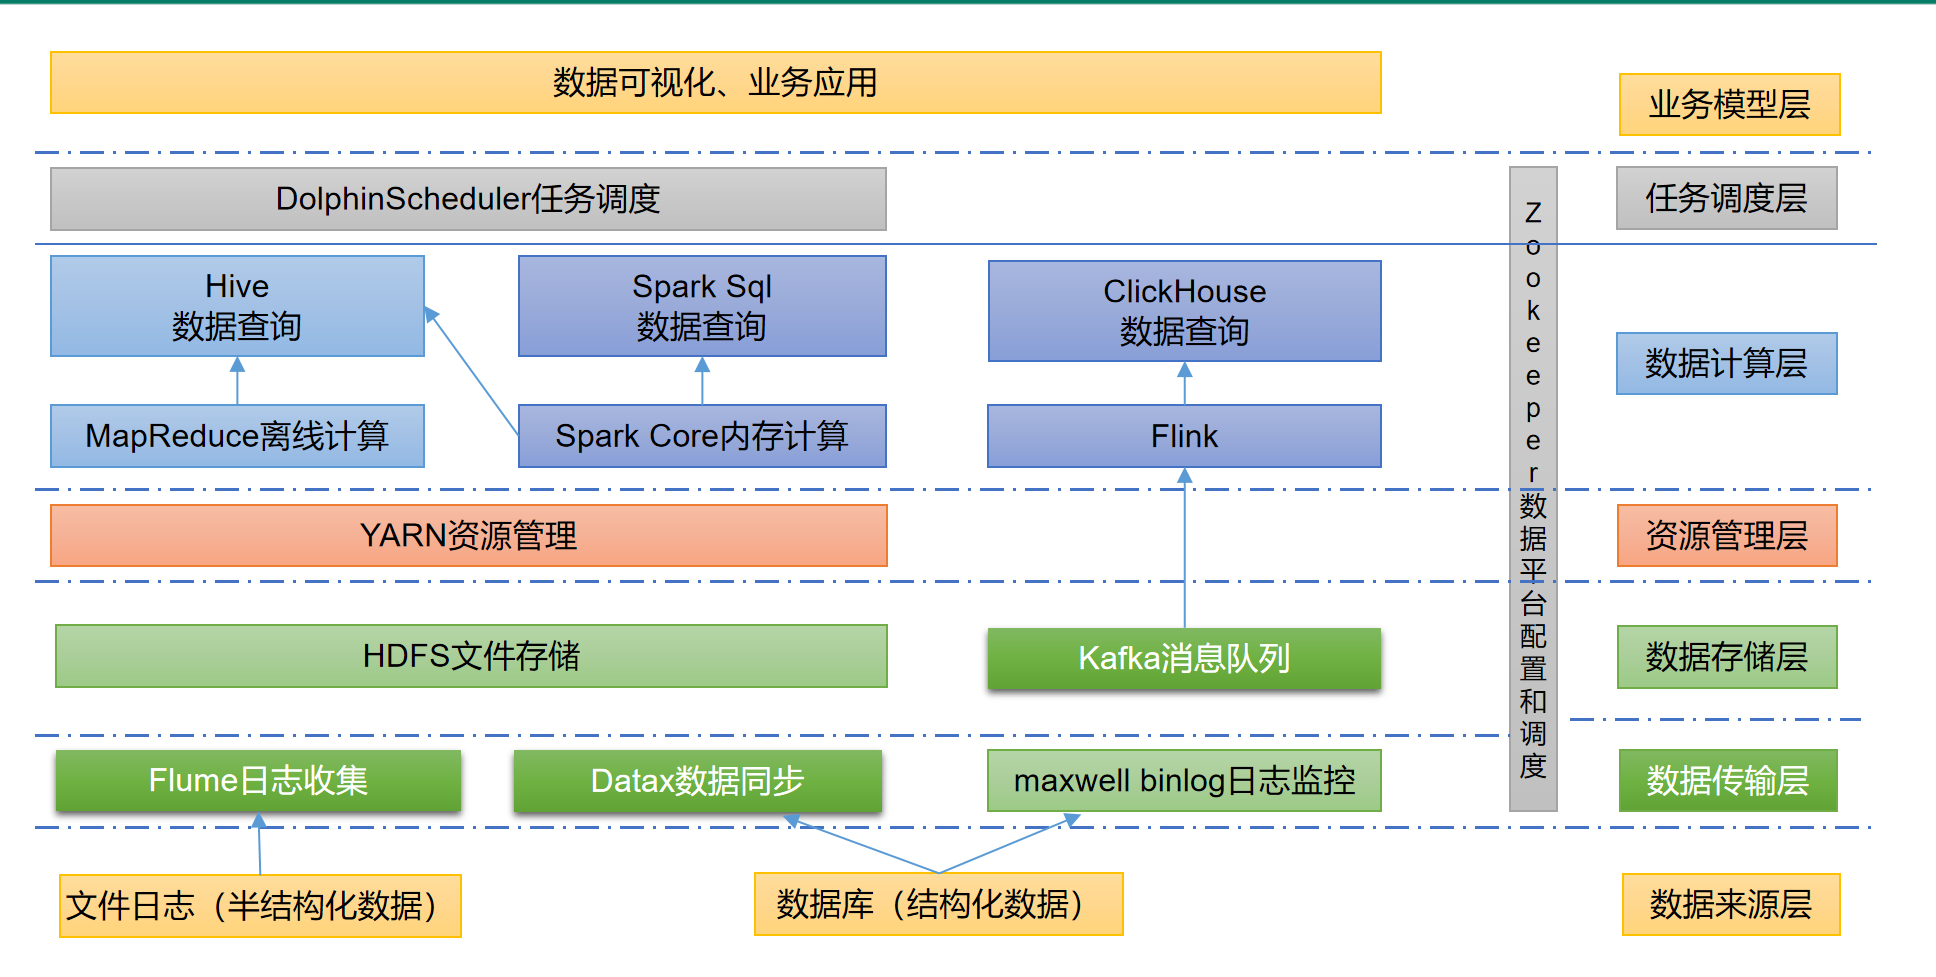 数据可视化、业务应用
业务模型层
DolphinScheduler任务调度
任务调度层
Hive
数据查询
Spark Sql
数据查询
ClickHouse
数据查询
数据计算层
MapReduce离线计算
Spark Core内存计算
Flink
YARN资源管理
资源管理层
HDFS文件存储
Kafka消息队列
数据存储层
Flume日志收集
Datax数据同步
maxwell binlog日志监控
数据传输层
Zookeeper数据平台配置和调度
文件日志（半结构化数据）
数据库（结构化数据）
数据来源层